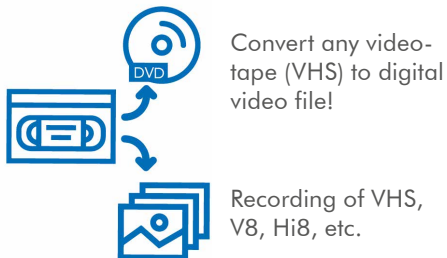 DVD
Convert any video-
tape (VHS) to digital
video file!
Recording of VHS,
V8, Hi8, etc.